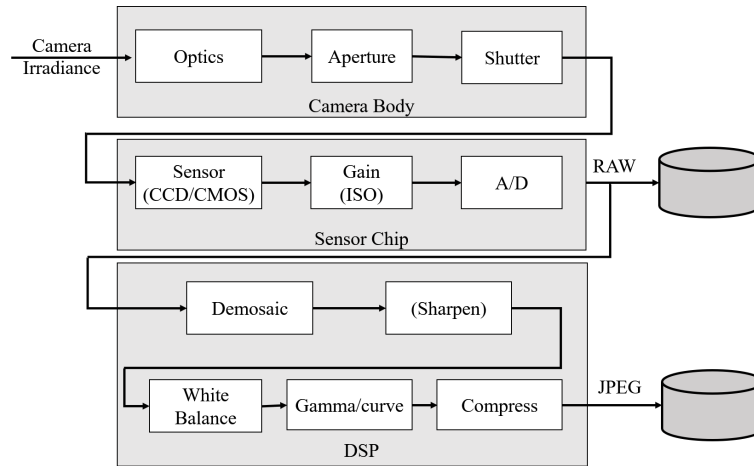 Camera
Irradiance
Optics
Aperture
Shutter
Camera Body
Sensor
(CCD/CMOS)
Gain
(ISO)
A/D
RAW
Sensor Chip
Demosaic
(Sharpen)
White
Balance
Gamma/curve
Compress
JPEG
DSP